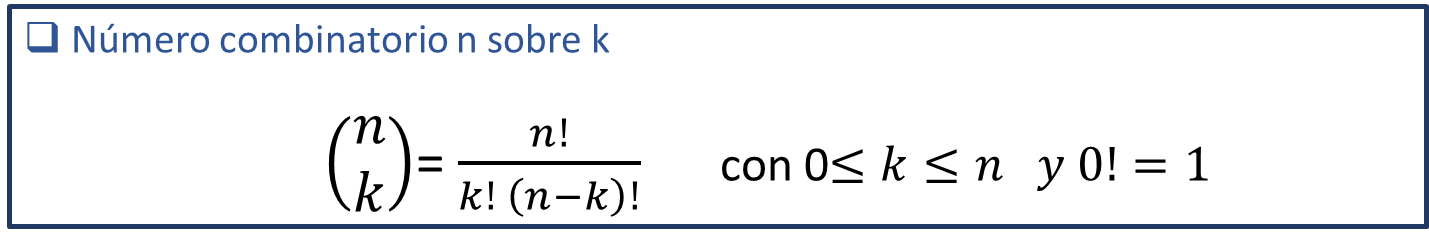 ❑ Número combinatorio n sobre k
(n k) = n! / k! (n−k)! con 0≤ k ≤ n y 0! = 1